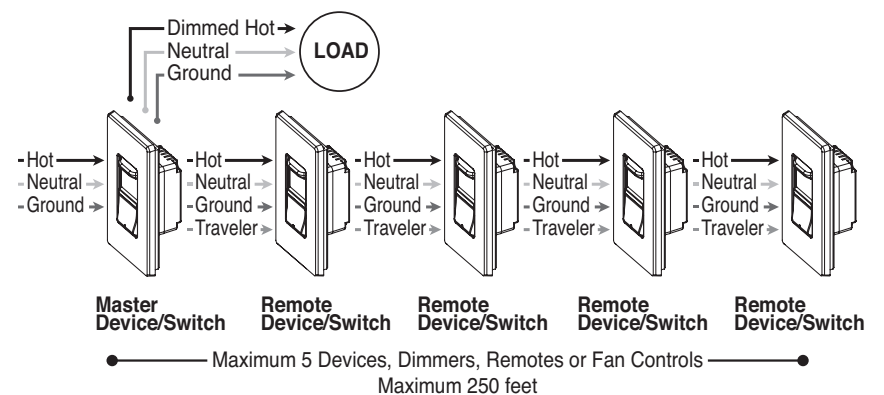 Dimmed Hot
Neutral
Ground
LOAD
Hot
Neutral
Ground
Hot
Neutral
Ground
Traveler
Hot
Neutral
Ground
Traveler
Hot
Neutral
Ground
Traveler
Hot
Neutral
Ground
Traveler
Master
Device/Switch
Remote
Device/Switch
Remote
Device/Switch
Remote
Device/Switch
Remote
Device/Switch
Maximum 5 Devices, Dimmers, Remotes or Fan Controls
Maximum 250 feet